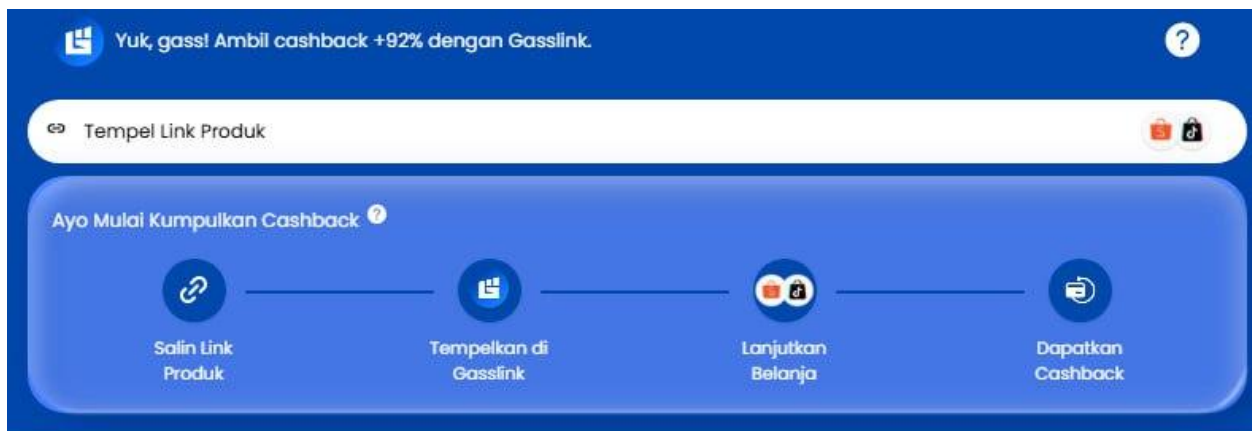 Yuk, gass! Ambil cashback +92% dengan Gasslink.
?
Tempel Link Produk
Ayo Mulai Kumpulkan Cashback ?
Salin Link
Produk
Tempelkan di
Gasslink
Lanjutkan
Belanja
Dapatkan
Cashback